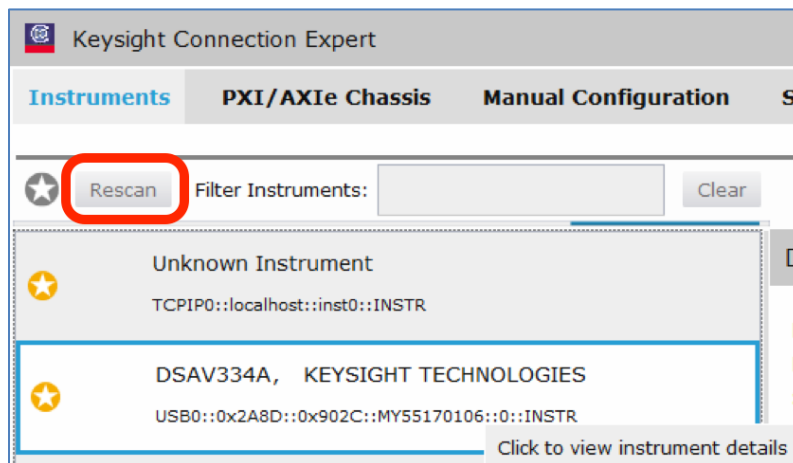 Keysight Connection Expert
Instruments PXI/AXIe Chassis Manual Configuration S
Rescan Filter Instruments: Clear
Unknown Instrument
TCPIP0::localhost::inst0::INSTR
DSAV334A, KEYSIGHT TECHNOLOGIES
USB0::0x2A8D::0x902C::MY55170106::0::INSTR
Click to view instrument details